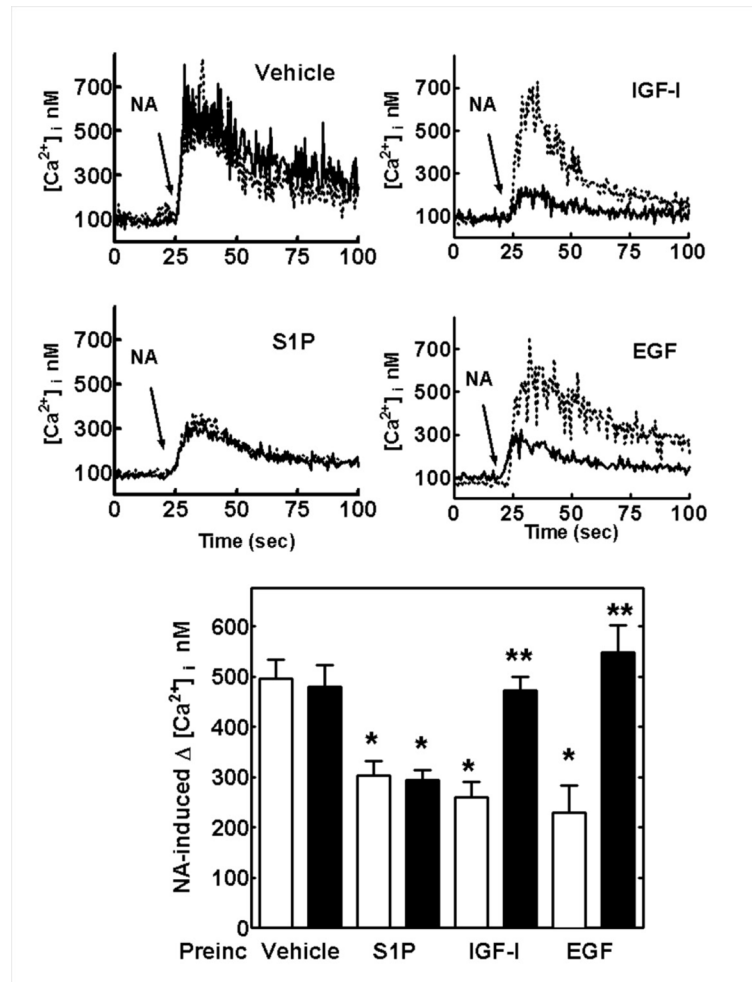 Vehicle
NA
[Ca2+] i nM
700
500
300
100
0 25 50 75 100
IGF-I
NA
[Ca2+] i nM
700
500
300
100
0 25 50 75 100
S1P
NA
[Ca2+] i nM
700
500
300
100
0 25 50 75 100
Time (sec)
EGF
NA
[Ca2+] i nM
700
500
300
100
0 25 50 75 100
Time (sec)
NA-induced Δ [Ca2+] i nM
600
500
400
300
200
100
0
* * * ** * **
Preinc Vehicle S1P IGF-I EGF